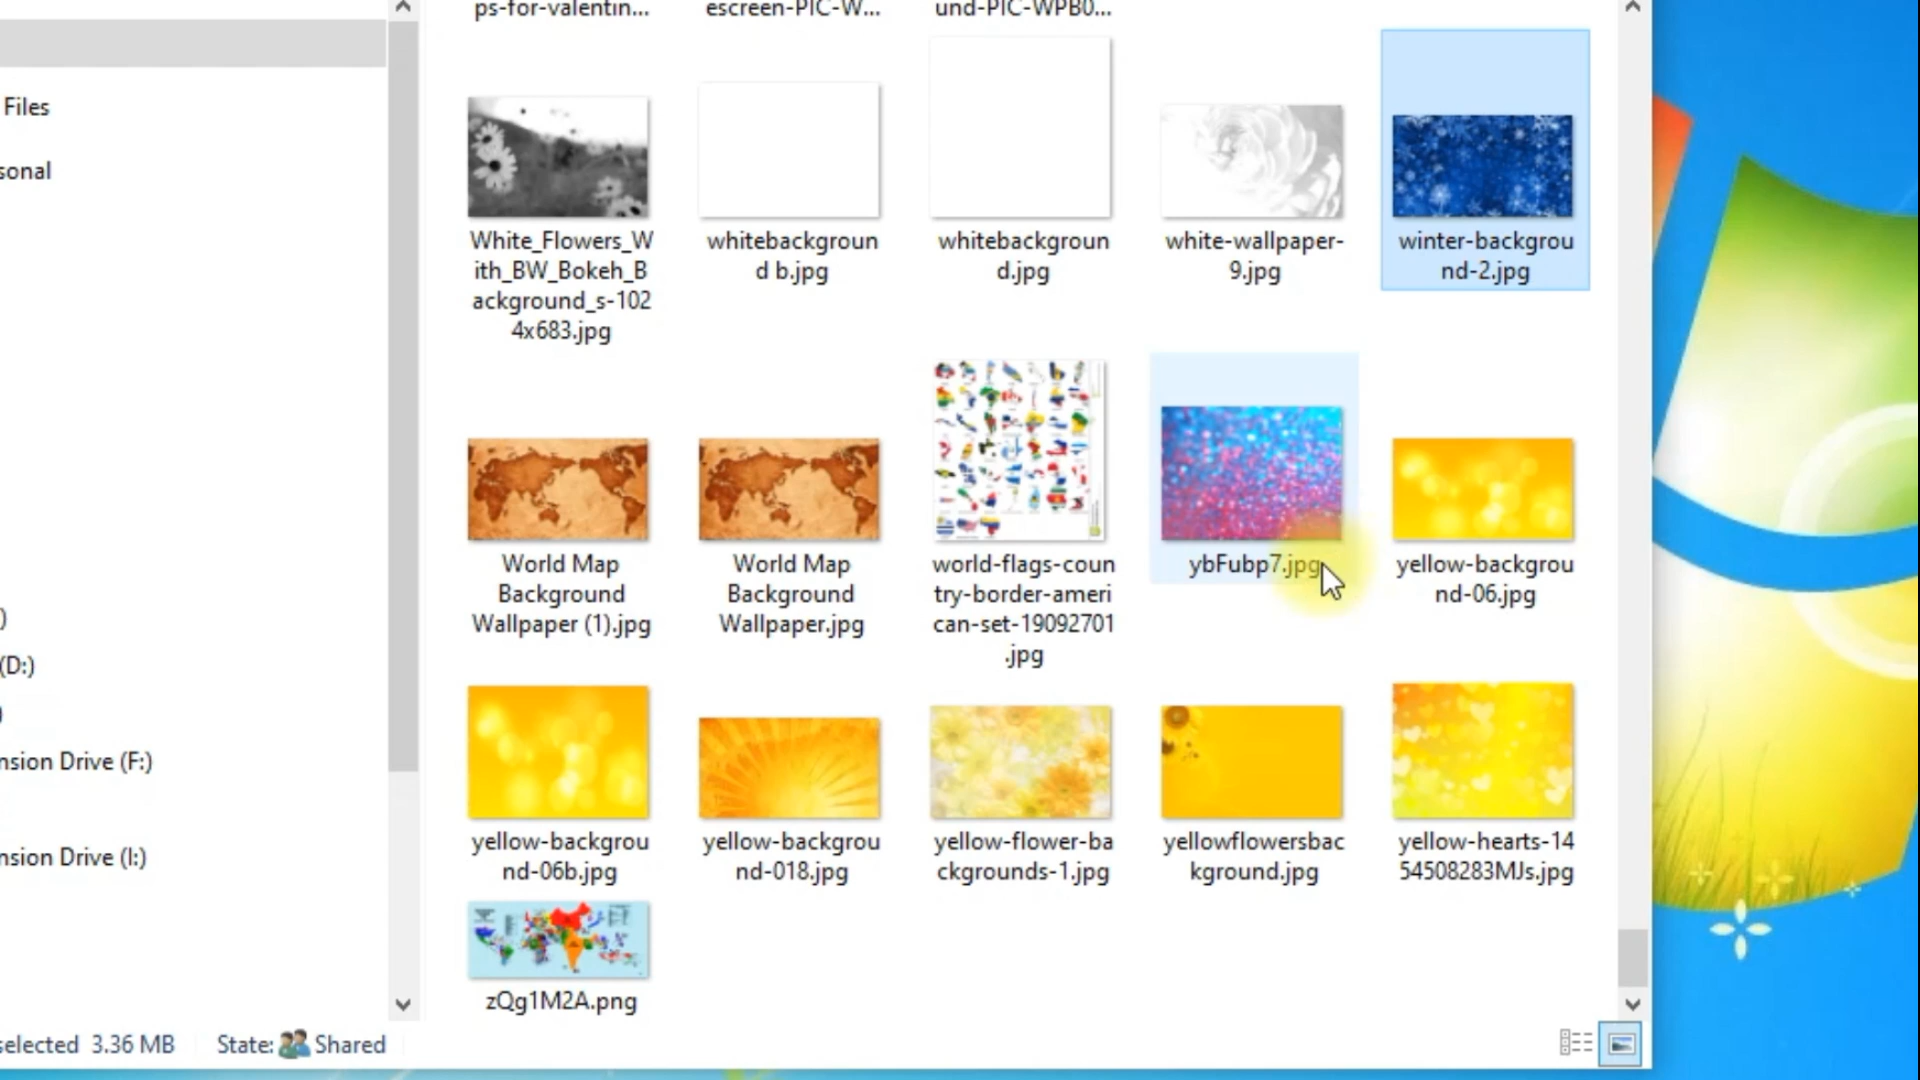 ps-for-valentin...
escreen-PIC-W...
und-PIC-WPB0...
Files
sonal
White_Flowers_W
ith_BW_Bokeh_B
ackground_s-102
4x683.jpg
whitebackgroun
d b.jpg
whitebackgroun
d.jpg
white-wallpaper-
9.jpg
winter-backgrou
nd-2.jpg
World Map
Background
Wallpaper (1).jpg
World Map
Background
Wallpaper.jpg
world-flags-coun
try-border-ameri
can-set-19092701
.jpg
ybFubp7.jpg
yellow-backgrou
nd-06.jpg
)
(D:)
)
nsion Drive (F:)
nsion Drive (I:)
yellow-backgrou
nd-06b.jpg
yellow-backgrou
nd-018.jpg
yellow-flower-ba
ckgrounds-1.jpg
yellowflowersbac
kground.jpg
yellow-hearts-14
54508283MJs.jpg
zQg1M2A.png
selected 3.36 MB State: Shared